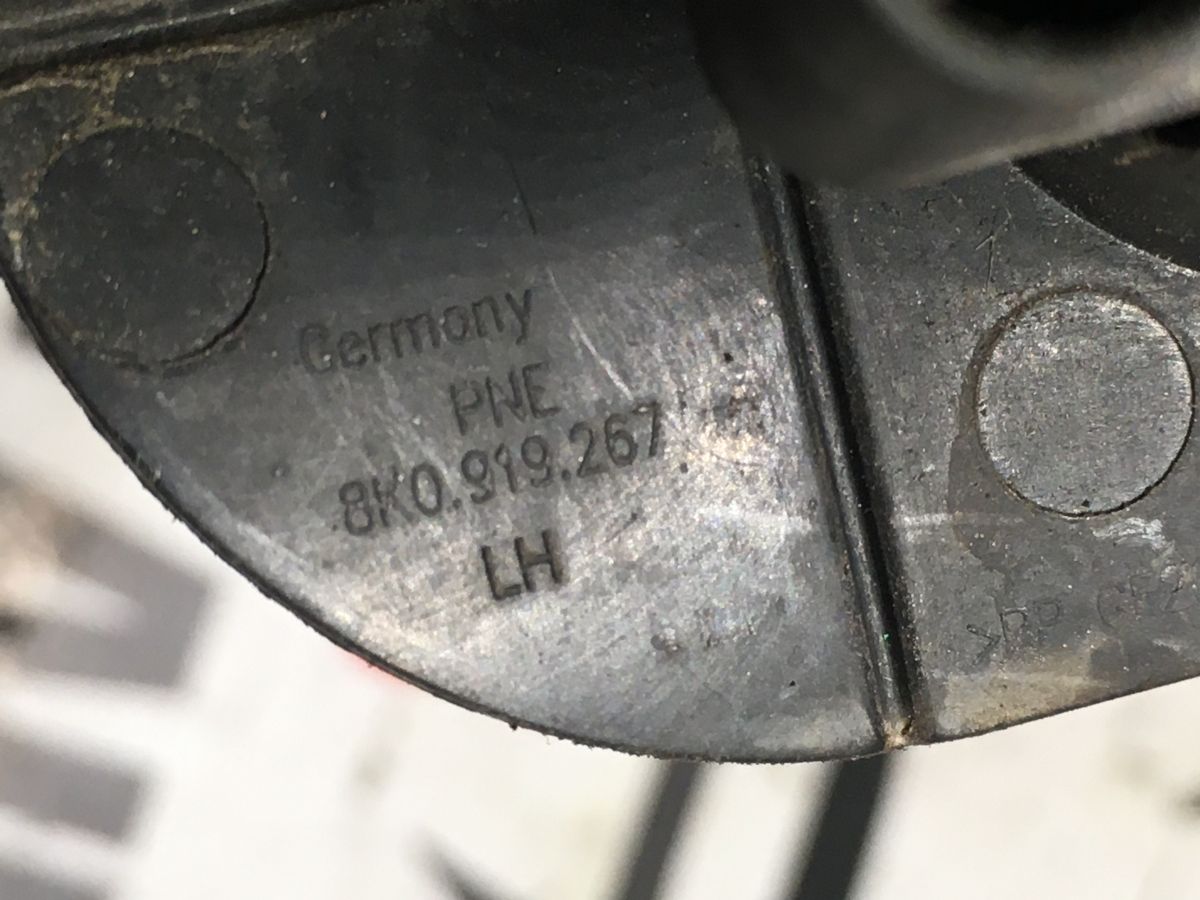 Germany
PNE
8K0.919.267
LH